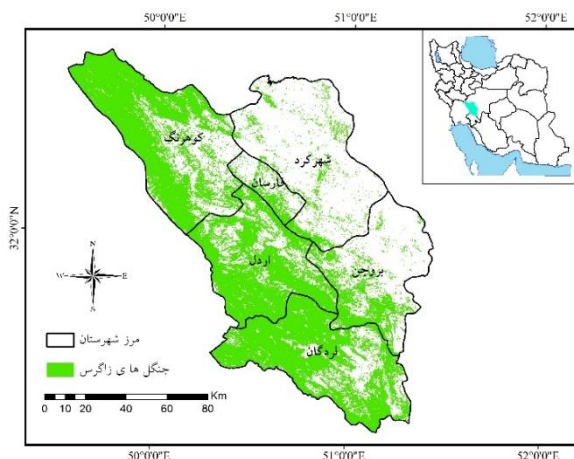 50°0'0"E 51°0'0"E 52°0'0"E
کوهرنگ
شهرکرد
فارسان
32°0'0"N
اردل
بروجن
N
W E
S
لردگان
مرز شهرستان
جنگل ها ی زاگرس
Km
0 10 20 40 60 80
50°0'0"E 51°0'0"E 52°0'0"E